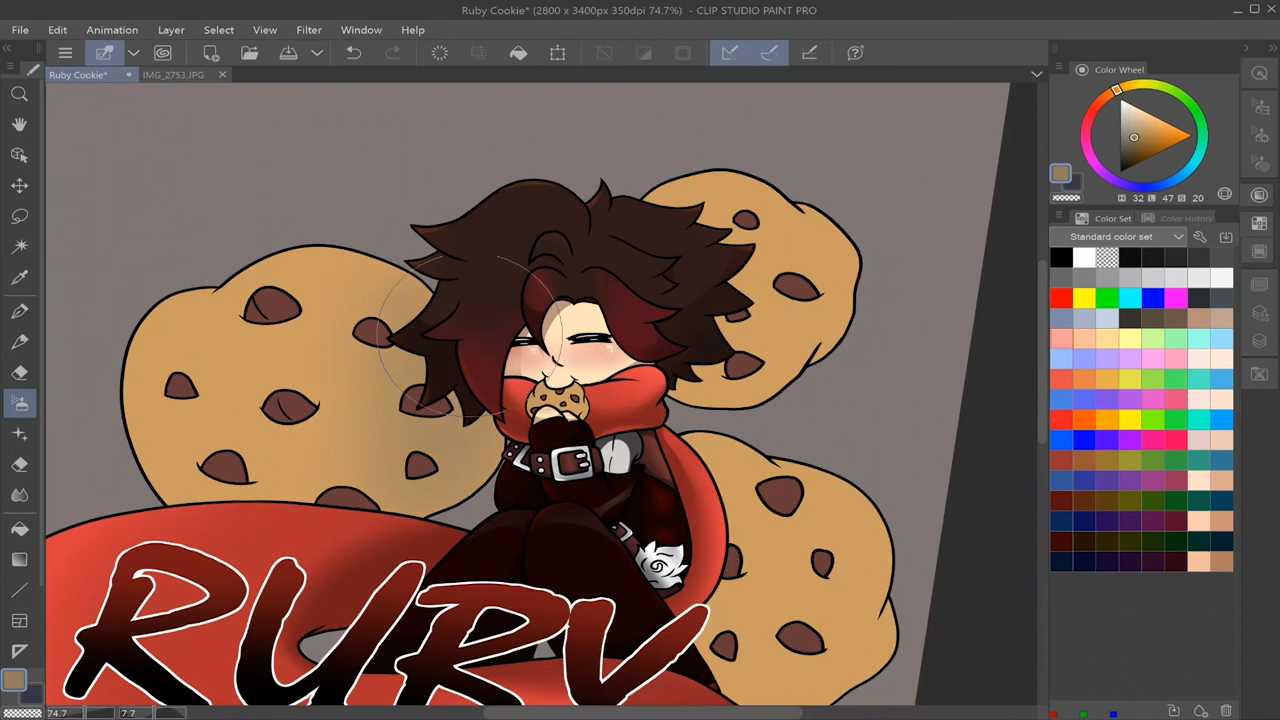 Ruby Cookie* (2800 x 3400px 350dpi 74.7%) - CLIP STUDIO PAINT PRO
File Edit Animation Layer Select View Filter Window Help
Ruby Cookie* IMG_2753.JPG
Color Wheel
H 32 L 47 S 20
Color Set Color History
Standard color set
RUBY
74.7 7.7